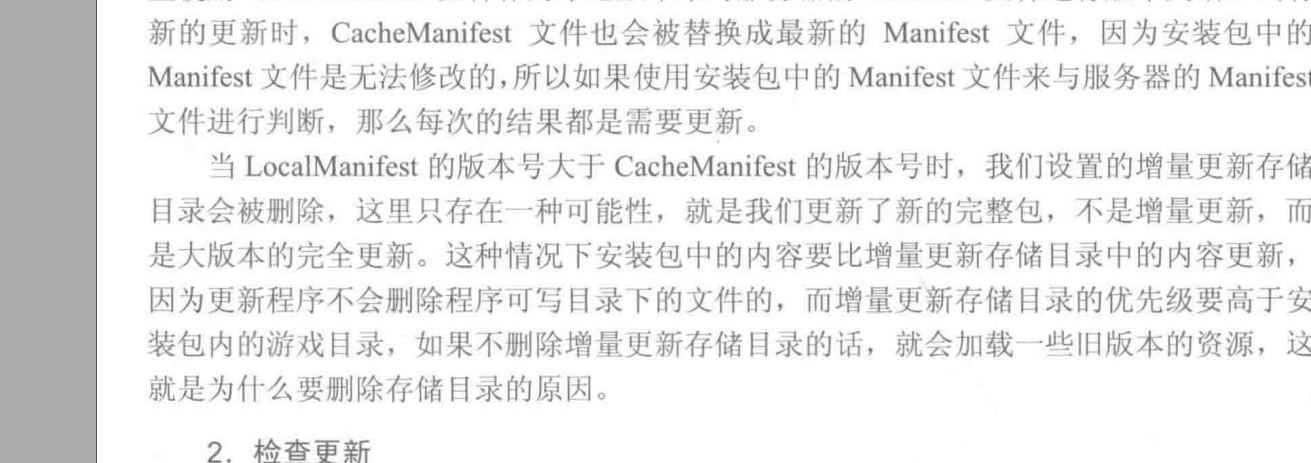 新的更新时，CacheManifest 文件也会被替换成最新的 Manifest 文件，因为安装包中的
Manifest 文件是无法修改的，所以如果使用安装包中的 Manifest 文件来与服务器的 Manifest
文件进行判断，那么每次的结果都是需要更新。
当 LocalManifest 的版本号大于 CacheManifest 的版本号时，我们设置的增量更新存储
目录会被删除，这里只存在一种可能性，就是我们更新了新的完整包，不是增量更新，而
是大版本的完全更新。这种情况下安装包中的内容要比增量更新存储目录中的内容更新，
因为更新程序不会删除程序可写目录下的文件的，而增量更新存储目录的优先级要高于安
装包内的游戏目录，如果不删除增量更新存储目录的话，就会加载一些旧版本的资源，这
就是为什么要删除存储目录的原因。
2．检查更新